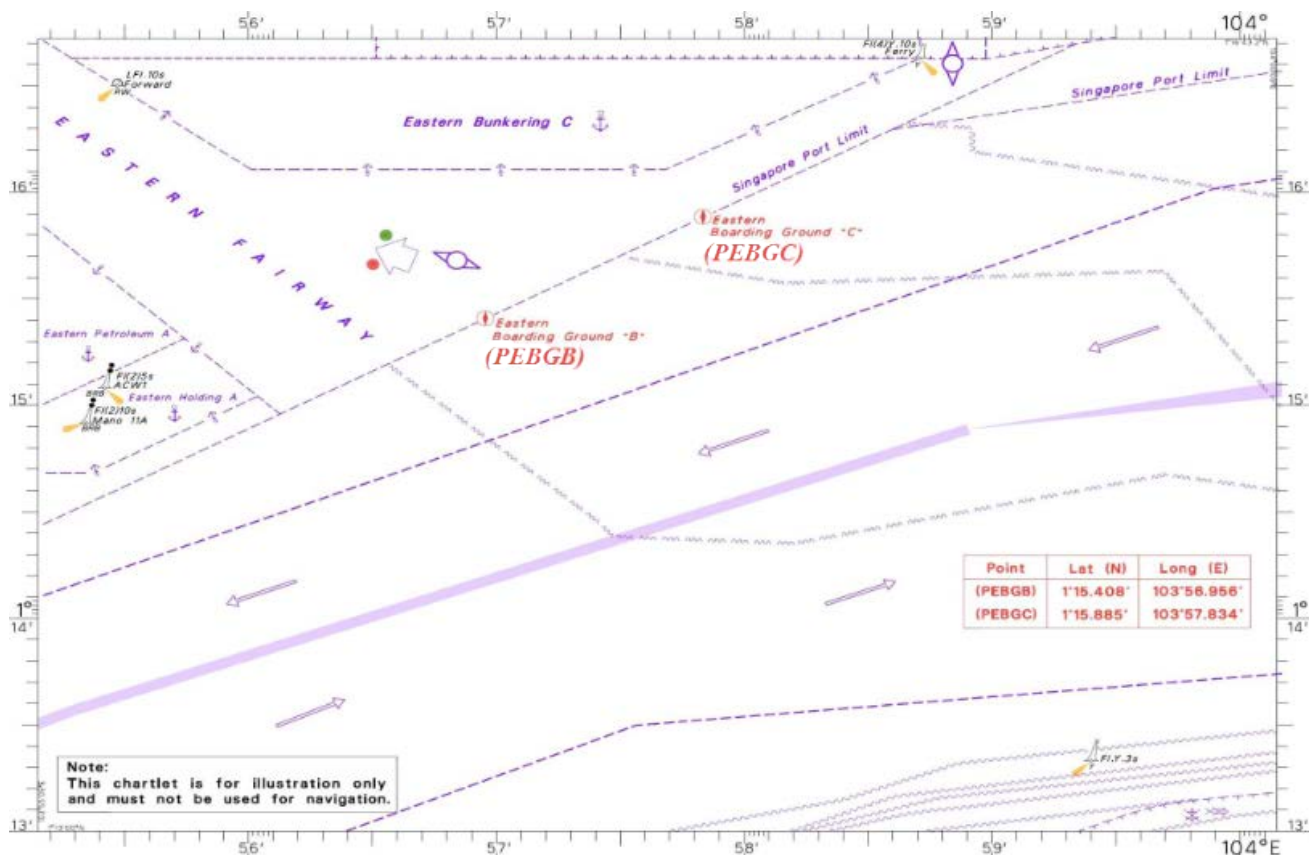 5,6'
5,7'
5,8'
5,9'
104°
Fl(4)Y.10s
Ferry
LFl.10s
Forward
RW
Eastern Bunkering C
Singapore Port Limit
Singapore Port Limit
EASTERN FAIRWAY
16'
16'
Eastern
Boarding Ground "C"
(PEBGC)
Eastern
Boarding Ground "B"
(PEBGB)
Eastern Petroleum A
Fl(2)5s
ACW1
BRB
Eastern Holding A
Fl(2)10s
Mano 11A
BRB
15'
15'
Point Lat (N) Long (E)
(PEBGB) 1°15.408' 103°56.956'
(PEBGC) 1°15.885' 103°57.834'
1°
14'
1°
14'
Fl.Y.3s
Note:
This chartlet is for illustration only
and must not be used for navigation.
13'
13'
5,6'
5,7'
5,8'
5,9'
104°E